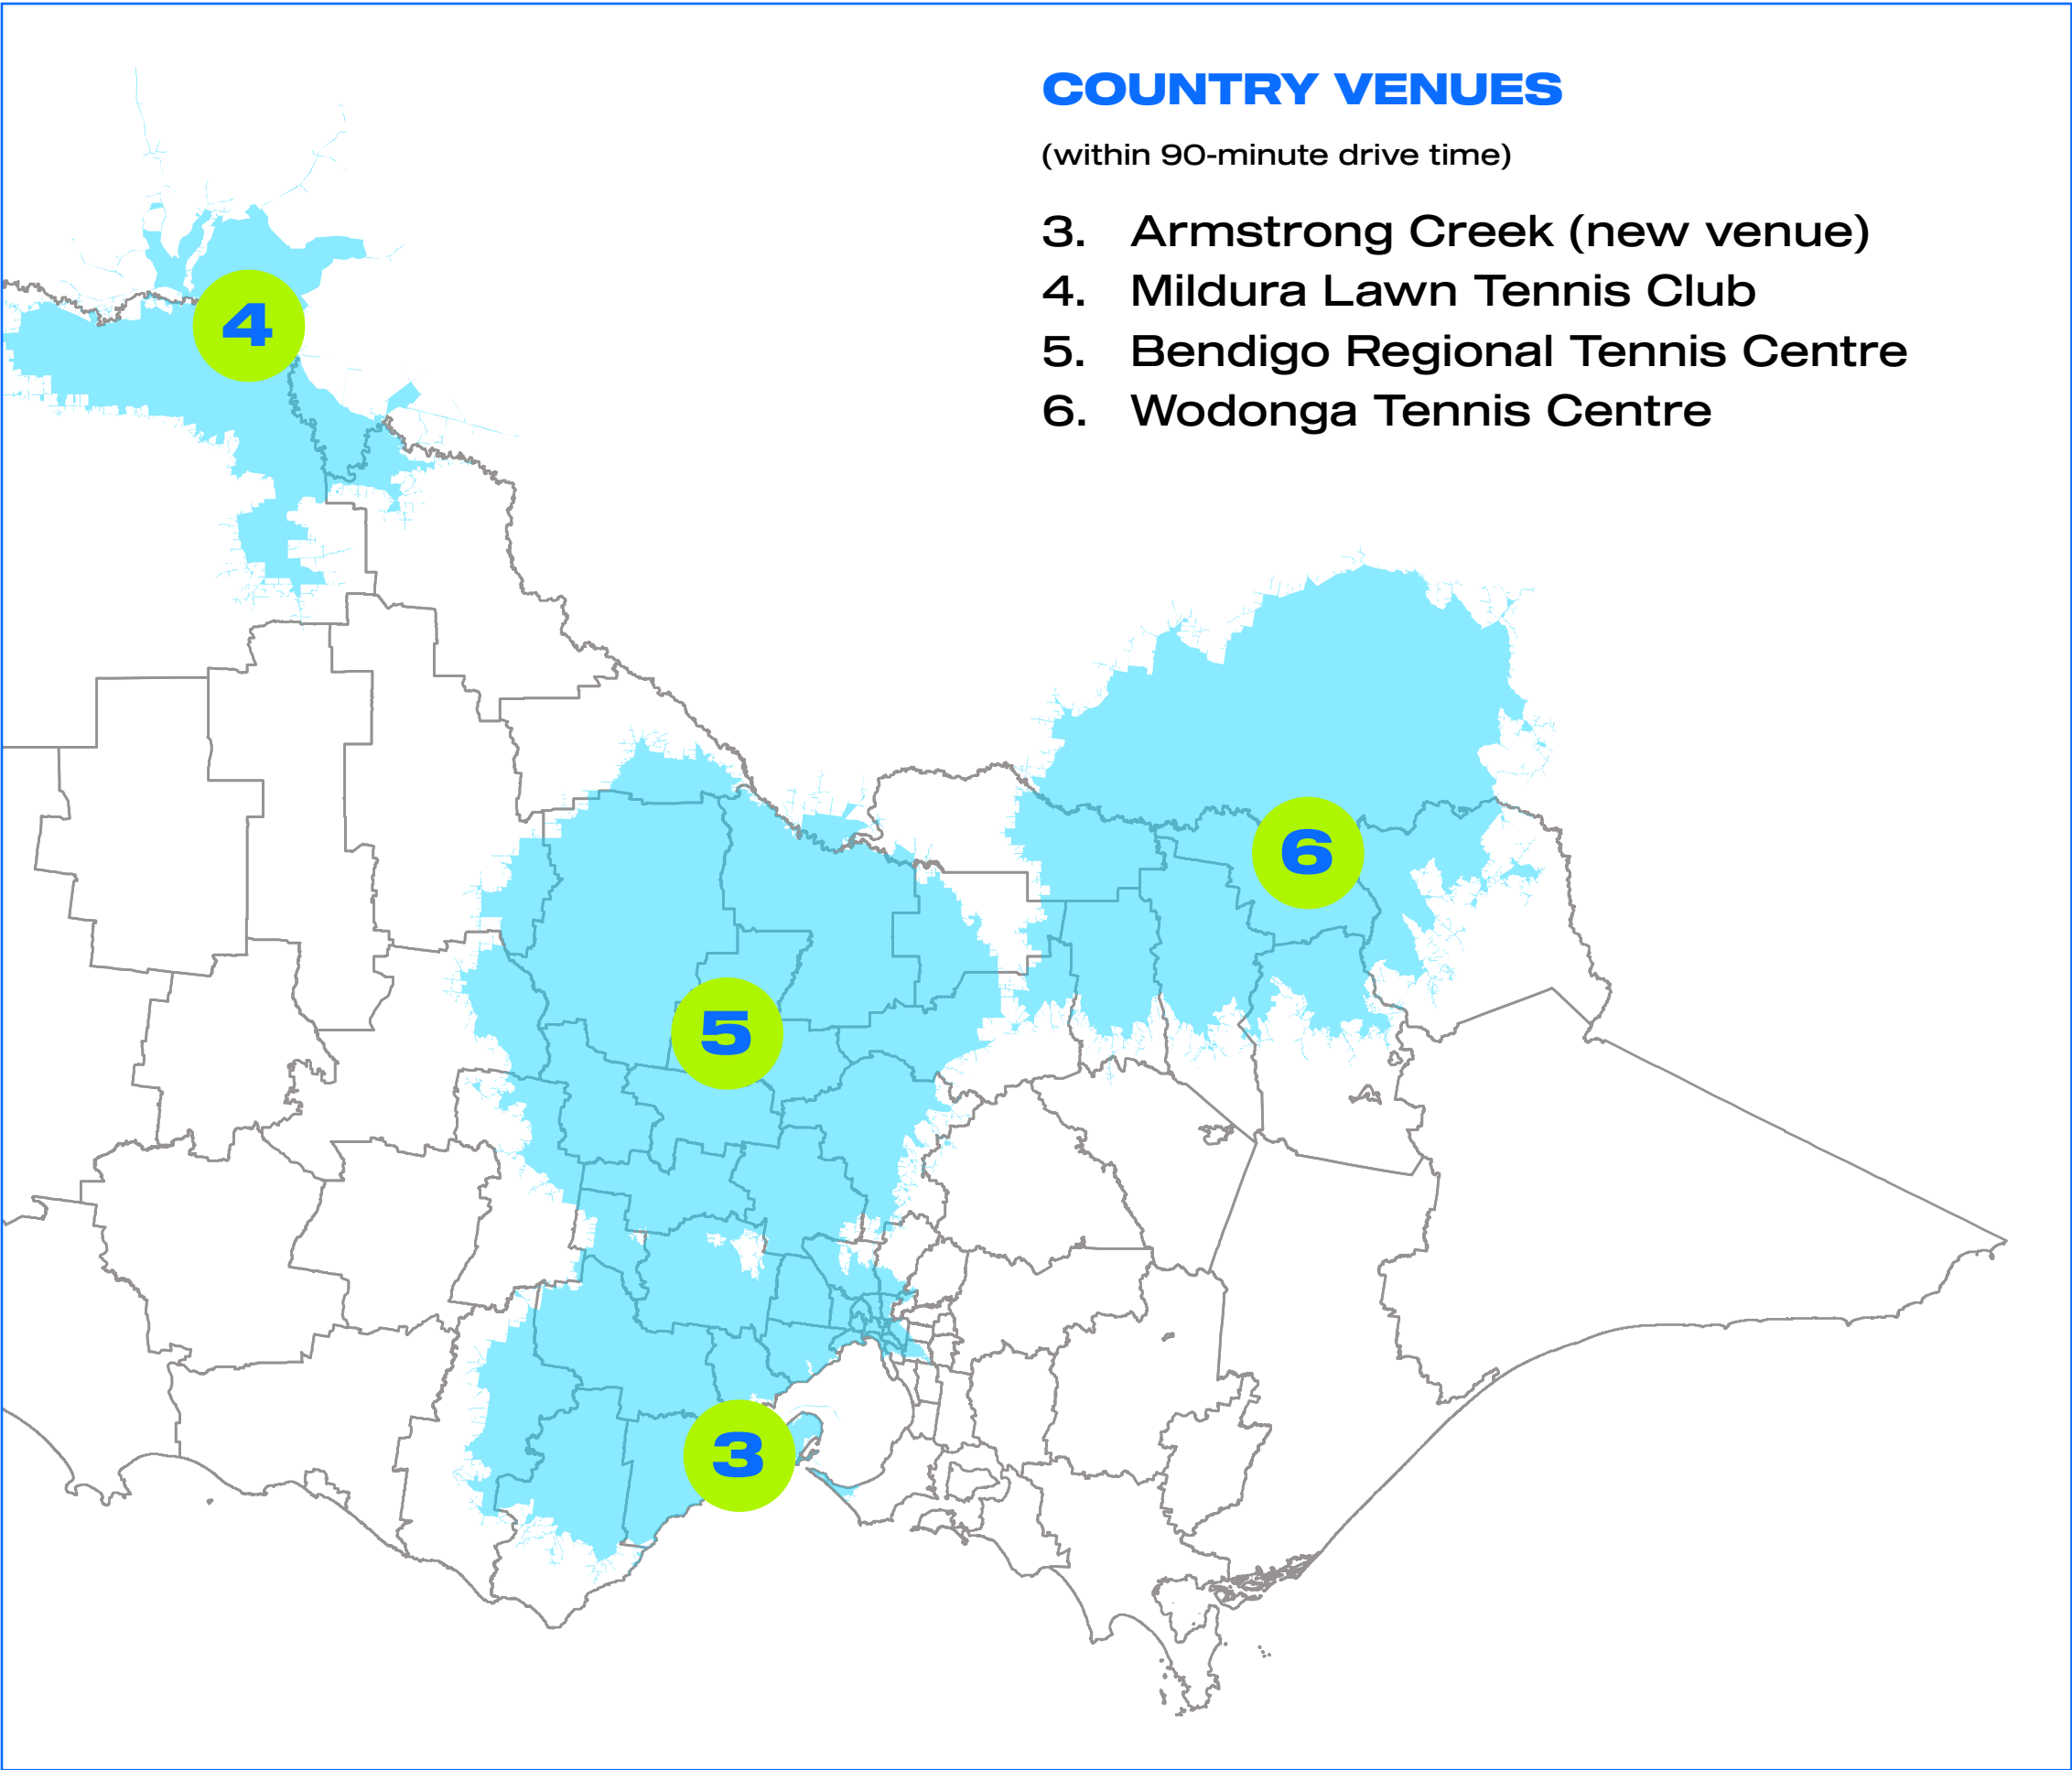 COUNTRY VENUES
(within 90-minute drive time)
3. Armstrong Creek (new venue)
4. Mildura Lawn Tennis Club
5. Bendigo Regional Tennis Centre
6. Wodonga Tennis Centre
4
6
5
3